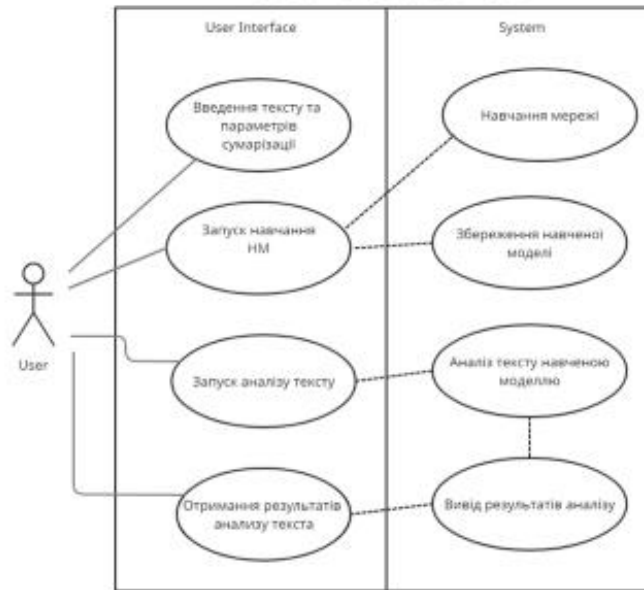 User Interface
System
Введення тексту та
параметрів
сумаризації
Навчання мережі
Запуск навчання
НМ
Збереження навченої
моделі
User
Запуск аналізу тексту
Аналіз тексту навченою
моделлю
Отримання результатів
анализу текста
Вивід результатів аналізу